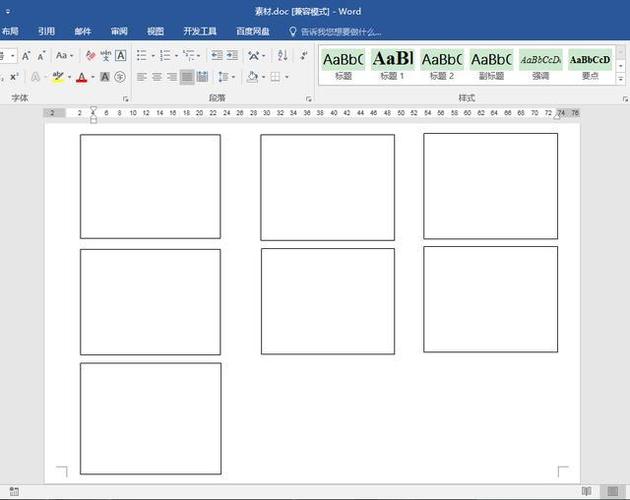 素材.doc [兼容模式] - Word
布局 引用 邮件 审阅 视图 开发工具 百度网盘 告诉我您想要做什么...
Aa A
A A
AaBbC AaBl AaBbC AaBbC AaBbCcD AaBbCcD
标题 标题 1 标题 2 副标题 强调 要点
字体 段落 样式
2 2 4 6 8 10 12 14 16 18 20 22 24 26 28 30 32 34 36 38 40 42 44 46 48 50 52 54 56 58 60 62 64 66 68 70 72 74 76